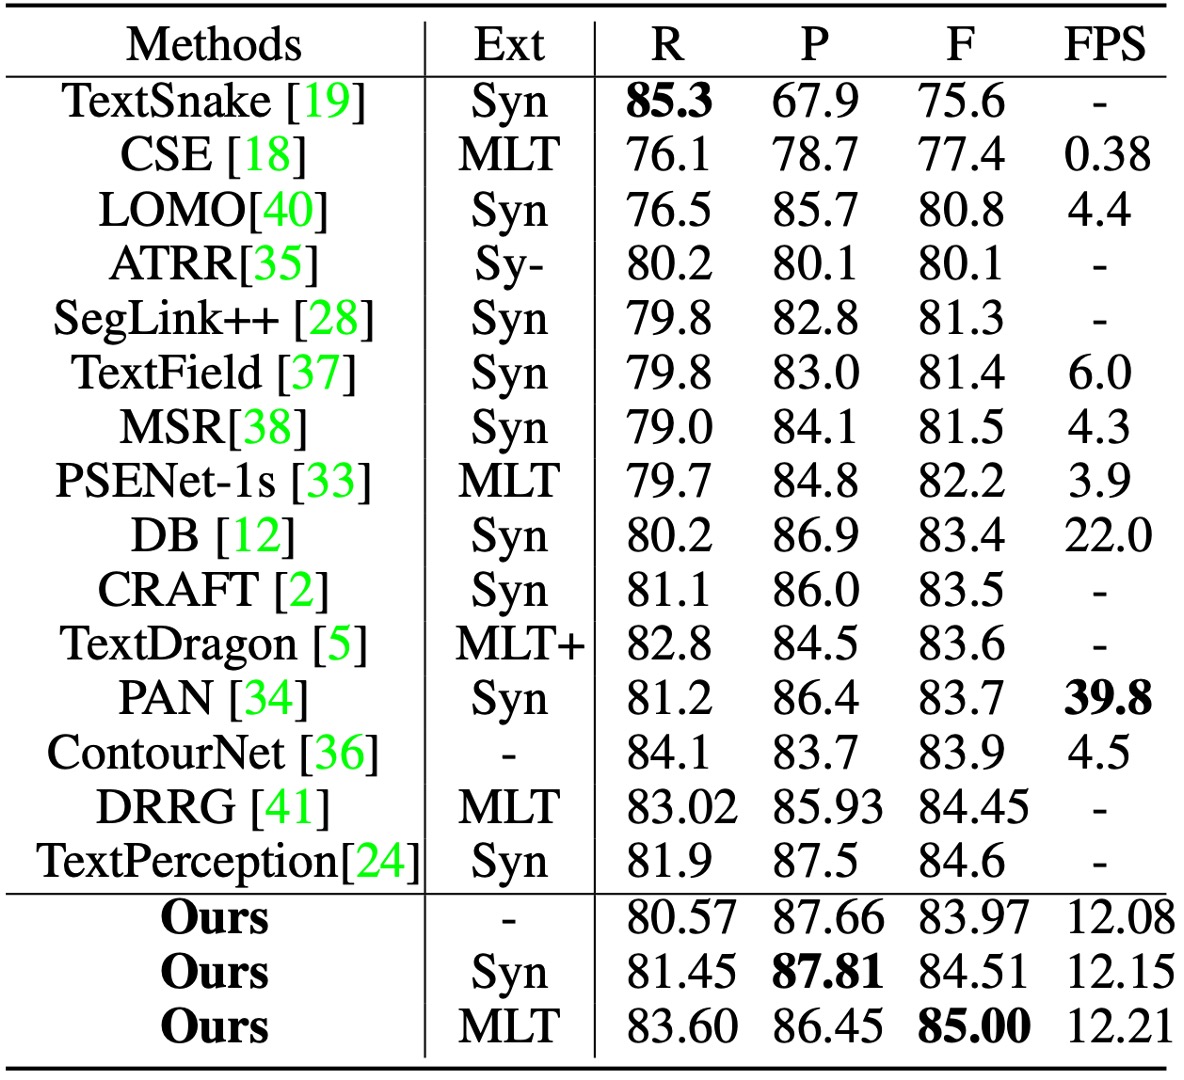 Methods Ext R P F FPS
TextSnake [19] Syn 85.3 67.9 75.6 -
CSE [18] MLT 76.1 78.7 77.4 0.38
LOMO[40] Syn 76.5 85.7 80.8 4.4
ATRR[35] Sy- 80.2 80.1 80.1 -
SegLink++ [28] Syn 79.8 82.8 81.3 -
TextField [37] Syn 79.8 83.0 81.4 6.0
MSR[38] Syn 79.0 84.1 81.5 4.3
PSENet-1s [33] MLT 79.7 84.8 82.2 3.9
DB [12] Syn 80.2 86.9 83.4 22.0
CRAFT [2] Syn 81.1 86.0 83.5 -
TextDragon [5] MLT+ 82.8 84.5 83.6 -
PAN [34] Syn 81.2 86.4 83.7 39.8
ContourNet [36] - 84.1 83.7 83.9 4.5
DRRG [41] MLT 83.02 85.93 84.45 -
TextPerception[24] Syn 81.9 87.5 84.6 -
Ours - 80.57 87.66 83.97 12.08
Ours Syn 81.45 87.81 84.51 12.15
Ours MLT 83.60 86.45 85.00 12.21